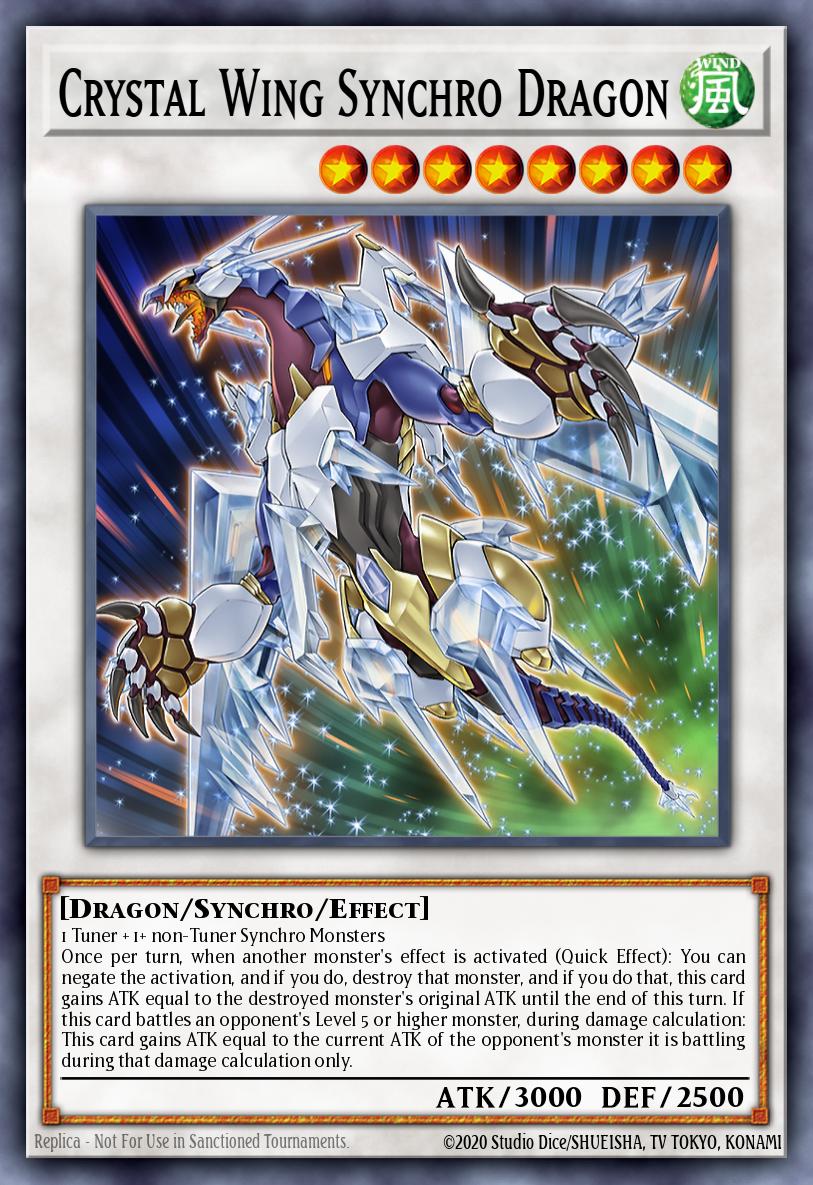 Crystal Wing Synchro Dragon
WIND
風
[Dragon/Synchro/Effect]
1 Tuner + 1+ non-Tuner Synchro Monsters
Once per turn, when another monster's effect is activated (Quick Effect): You can
negate the activation, and if you do, destroy that monster, and if you do that, this card
gains ATK equal to the destroyed monster's original ATK until the end of this turn. If
this card battles an opponent's Level 5 or higher monster, during damage calculation:
This card gains ATK equal to the current ATK of the opponent's monster it is battling
during that damage calculation only.
ATK/3000 DEF/2500
Replica - Not For Use in Sanctioned Tournaments.
©2020 Studio Dice/SHUEISHA, TV TOKYO, KONAMI